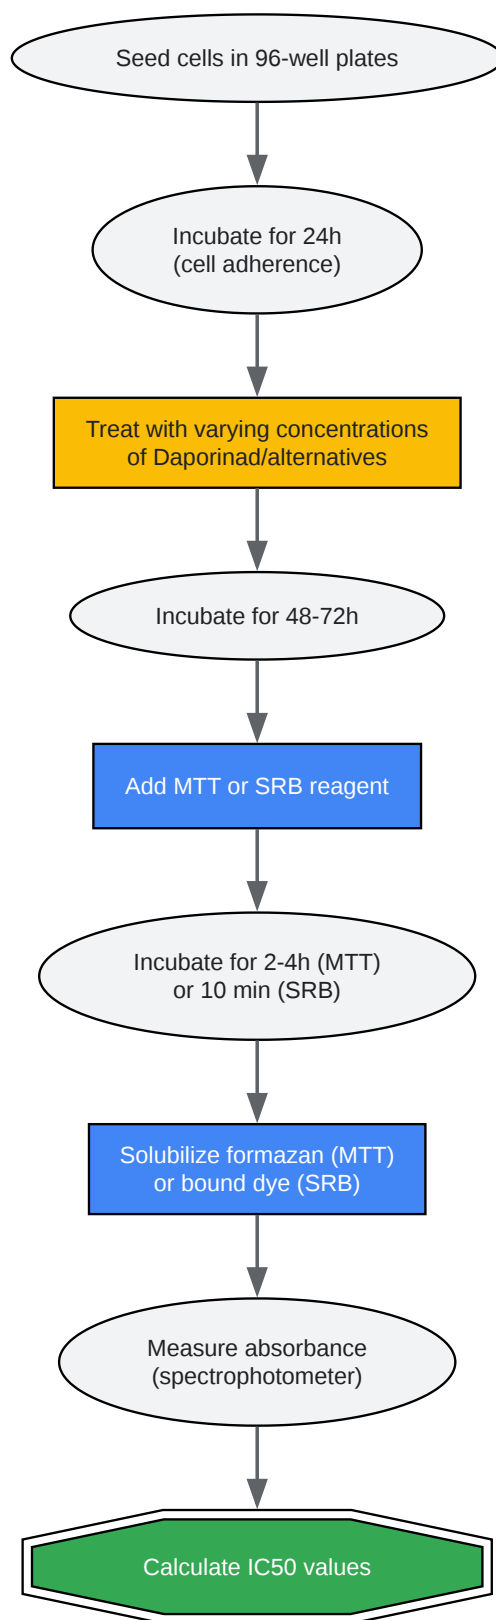 Seed cells in 96-well plates
Incubate for 24h
(cell adherence)
Treat with varying concentrations
of Daporinad/alternatives
Incubate for 48-72h
Add MTT or SRB reagent
Incubate for 2-4h (MTT)
or 10 min (SRB)
Solubilize formazan (MTT)
or bound dye (SRB)
Measure absorbance
(spectrophotometer)
Calculate IC50 values